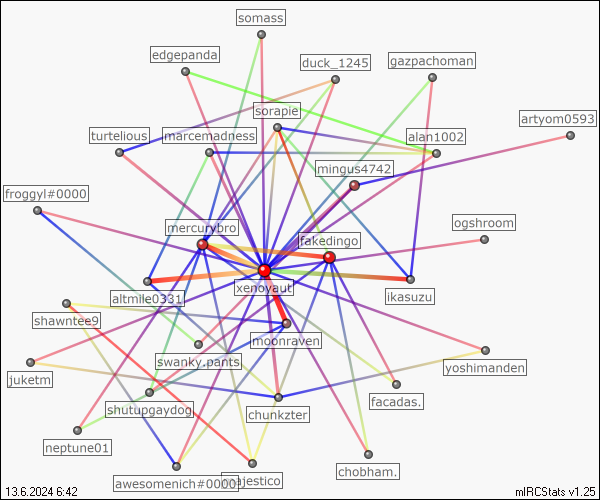 somass
edgepanda
duck_1245
gazpachoman
sorapie
artyom0593
turtelious
marcemadness
alan1002
mingus4742
froggyl#0000
mercurybro
ogshroom
fakedingo
xenoyaut
altmile0331
ikasuzu
shawntee9
moonraven
swanky.pants
yoshimanden
juketm
facadas.
shutupgaydog
chunkzter
neptune01
chobham.
awesomenich#0000
majestico
13.6.2024 6:42
mIRCStats v1.25